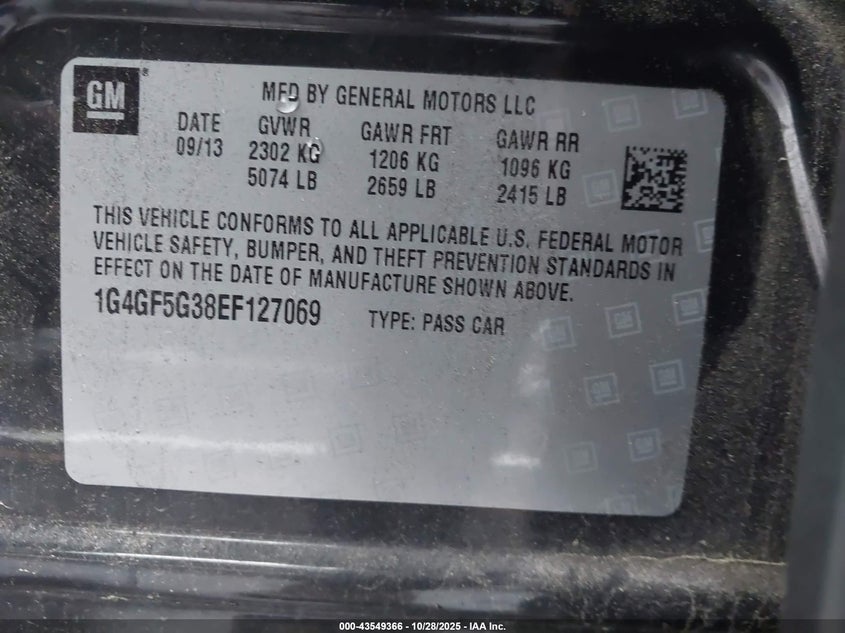 GM®
MFD BY GENERAL MOTORS LLC
DATE GVWR GAWR FRT GAWR RR
09/13 2302 KG 1206 KG 1096 KG
5074 LB 2659 LB 2415 LB
THIS VEHICLE CONFORMS TO ALL APPLICABLE U.S. FEDERAL MOTOR
VEHICLE SAFETY, BUMPER, AND THEFT PREVENTION STANDARDS IN
EFFECT ON THE DATE OF MANUFACTURE SHOWN ABOVE.
1G4GF5G38EF127069 TYPE: PASS CAR
000-43549366 | 10/28/2025 | IAA Inc.